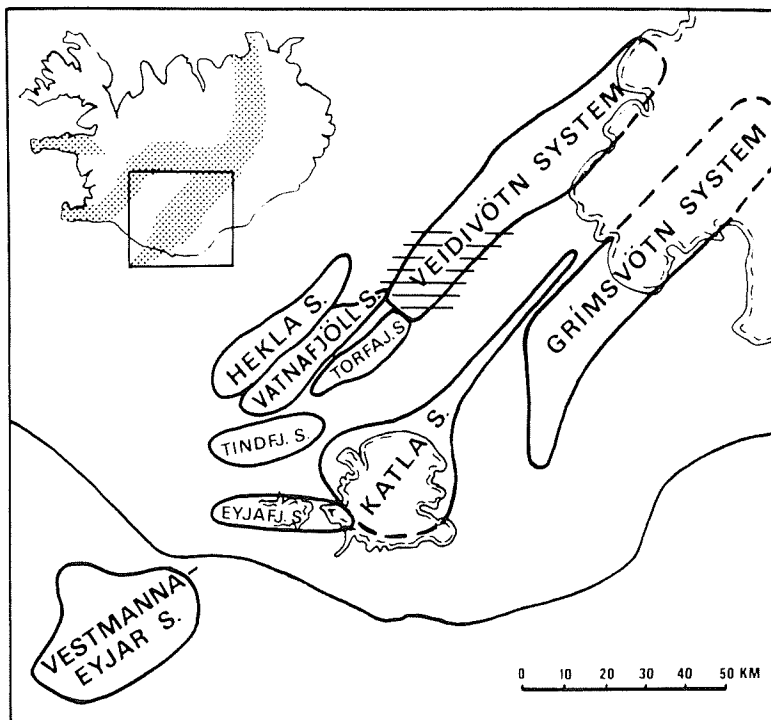 VEIDIVÖTN SYSTEM
GRÍMSVÖTN SYSTEM
HEKLA S.
VATNAFJÖLL S.
TORFAJ. S
TINDFJ. S.
KATLA S.
EYJAFJ. S
VESTMANNA
EYJAR S.
0 10 20 30 40 50 KM